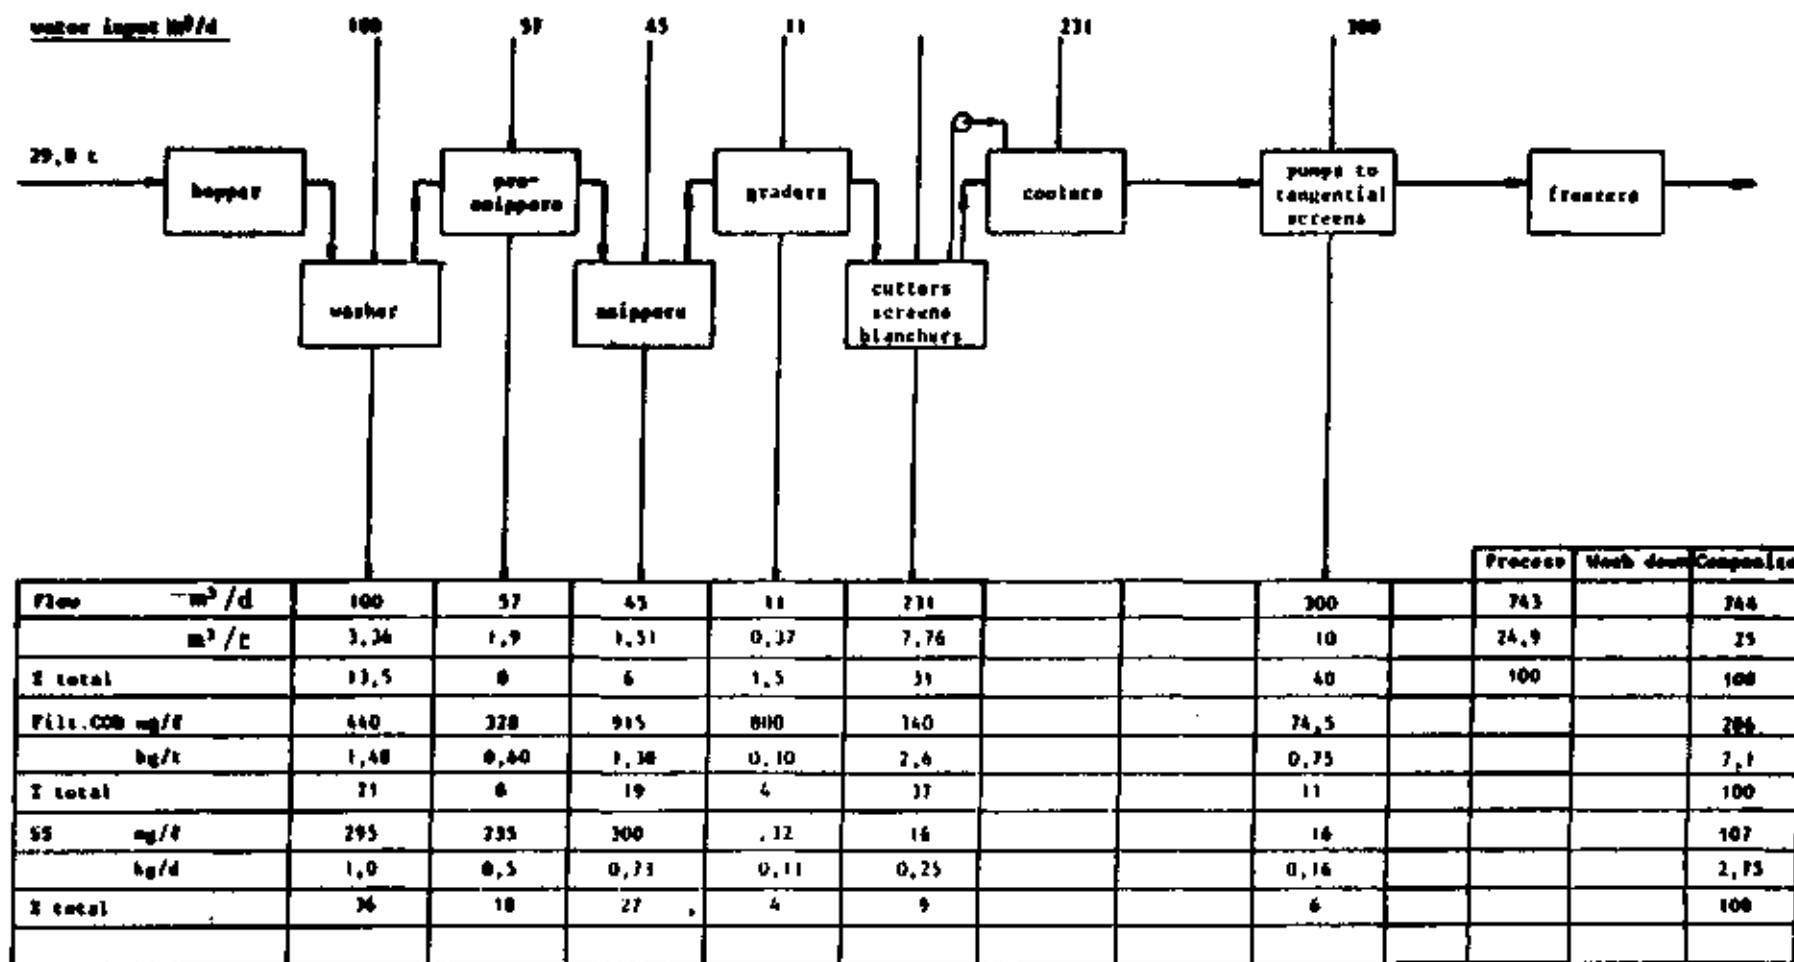 water input m³/d 100 57 45 11 231 300
29,8 t
hopper
pre-
snippers
graders
coolers
pumps to
tangential
screens
freezers
washer
snippers
cutters
screens
blanchers
Process Wash down Composite
Flow m³/d 100 57 45 11 231 300 743 744
m³/t 3,36 1,9 1,51 0,37 7,76 10 24,9 25
% total 13,5 8 6 1,5 31 40 100 100
Filt.COD mg/ℓ 440 320 915 800 340 74,5
kg/t 1,48 0,60 1,38 0,30 2,6 0,75 7,1
% total 21 19 4 37 11 100
SS mg/ℓ 295 235 300 16 16 107
kg/d 1,0 0,5 0,73 0,11 0,25 0,16 2,75
% total 36 18 27 4 9 6 100